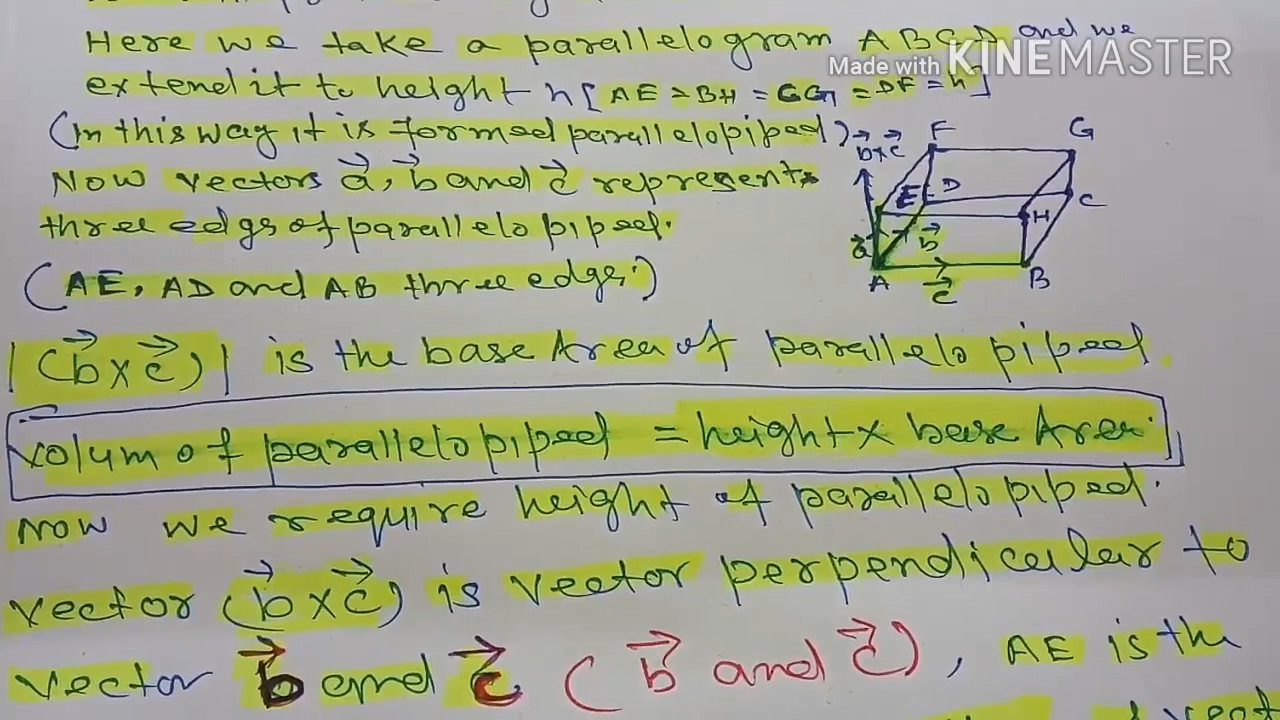 Here we take a parallelogram ABCD and we
Made with KINEMASTER
extend it to height h [AE = BH = CG = DF = h]
(In this way it is formed parallelopiped)
Now vectors a⃗, b⃗ and c⃗ represents
three edgs of parallelopiped.
(AE, AD and AB three edge.)
b⃗×c⃗
F
G
E
D
C
H
a⃗
b⃗
A
c⃗
B
|(b⃗×c⃗)| is the base Area of parallelopiped
Volum of parallelopiped = height × base Area.
Now we require height of parallelopiped.
vector (b⃗×c⃗) is vector perpendicular to
vector b⃗ and c⃗ (b⃗ and c⃗), AE is the